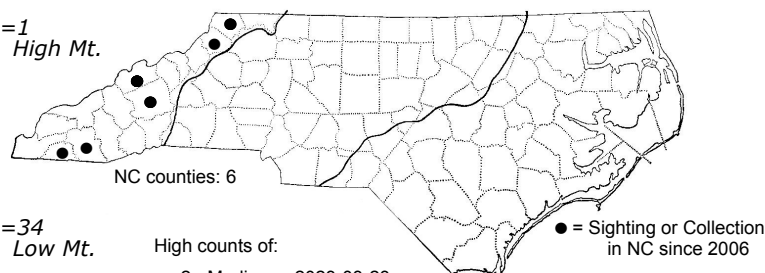 =1
High Mt.
NC counties: 6
=34
Low Mt.
High counts of:
● = Sighting or Collection
in NC since 2006